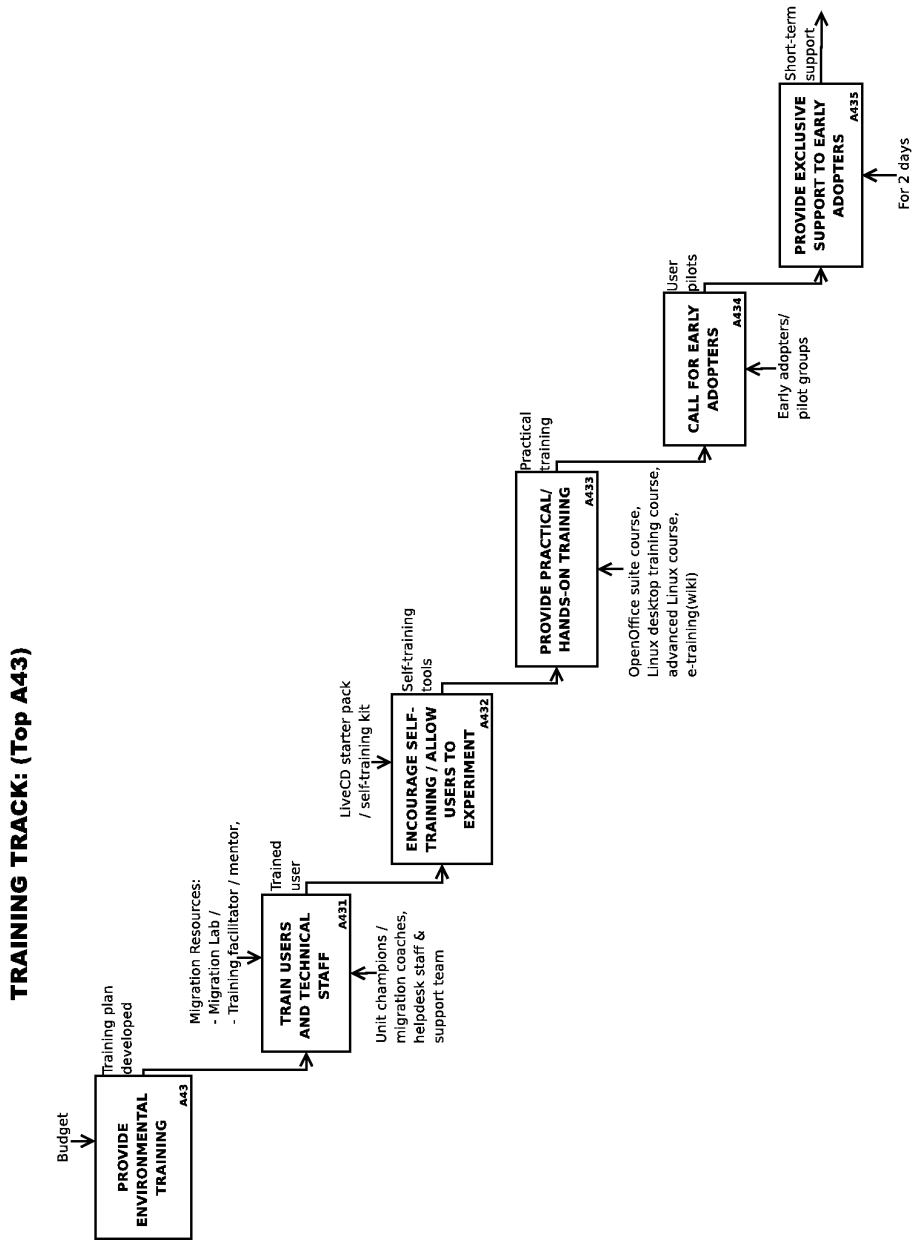 TRAINING TRACK: (Top A43)
Budget
PROVIDE
ENVIRONMENTAL
TRAINING
A43
Training plan
developed
Migration Resources:
- Migration Lab /
- Training facilitator / mentor,
TRAIN USERS
AND TECHNICAL
STAFF
A431
Trained
user
Unit champions /
migration coaches,
helpdesk staff &
support team
LiveCD starter pack
/ self-training kit
ENCOURAGE SELF-
TRAINING / ALLOW
USERS TO
EXPERIMENT
A432
Self-training
tools
PROVIDE PRACTICAL/
HANDS-ON TRAINING
A433
Practical
training
OpenOffice suite course,
Linux desktop training course,
advanced Linux course,
e-training(wiki)
CALL FOR EARLY
ADOPTERS
A434
User
pilots
Early adopters/
pilot groups
PROVIDE EXCLUSIVE
SUPPORT TO EARLY
ADOPTERS
A435
Short-term
support
For 2 days